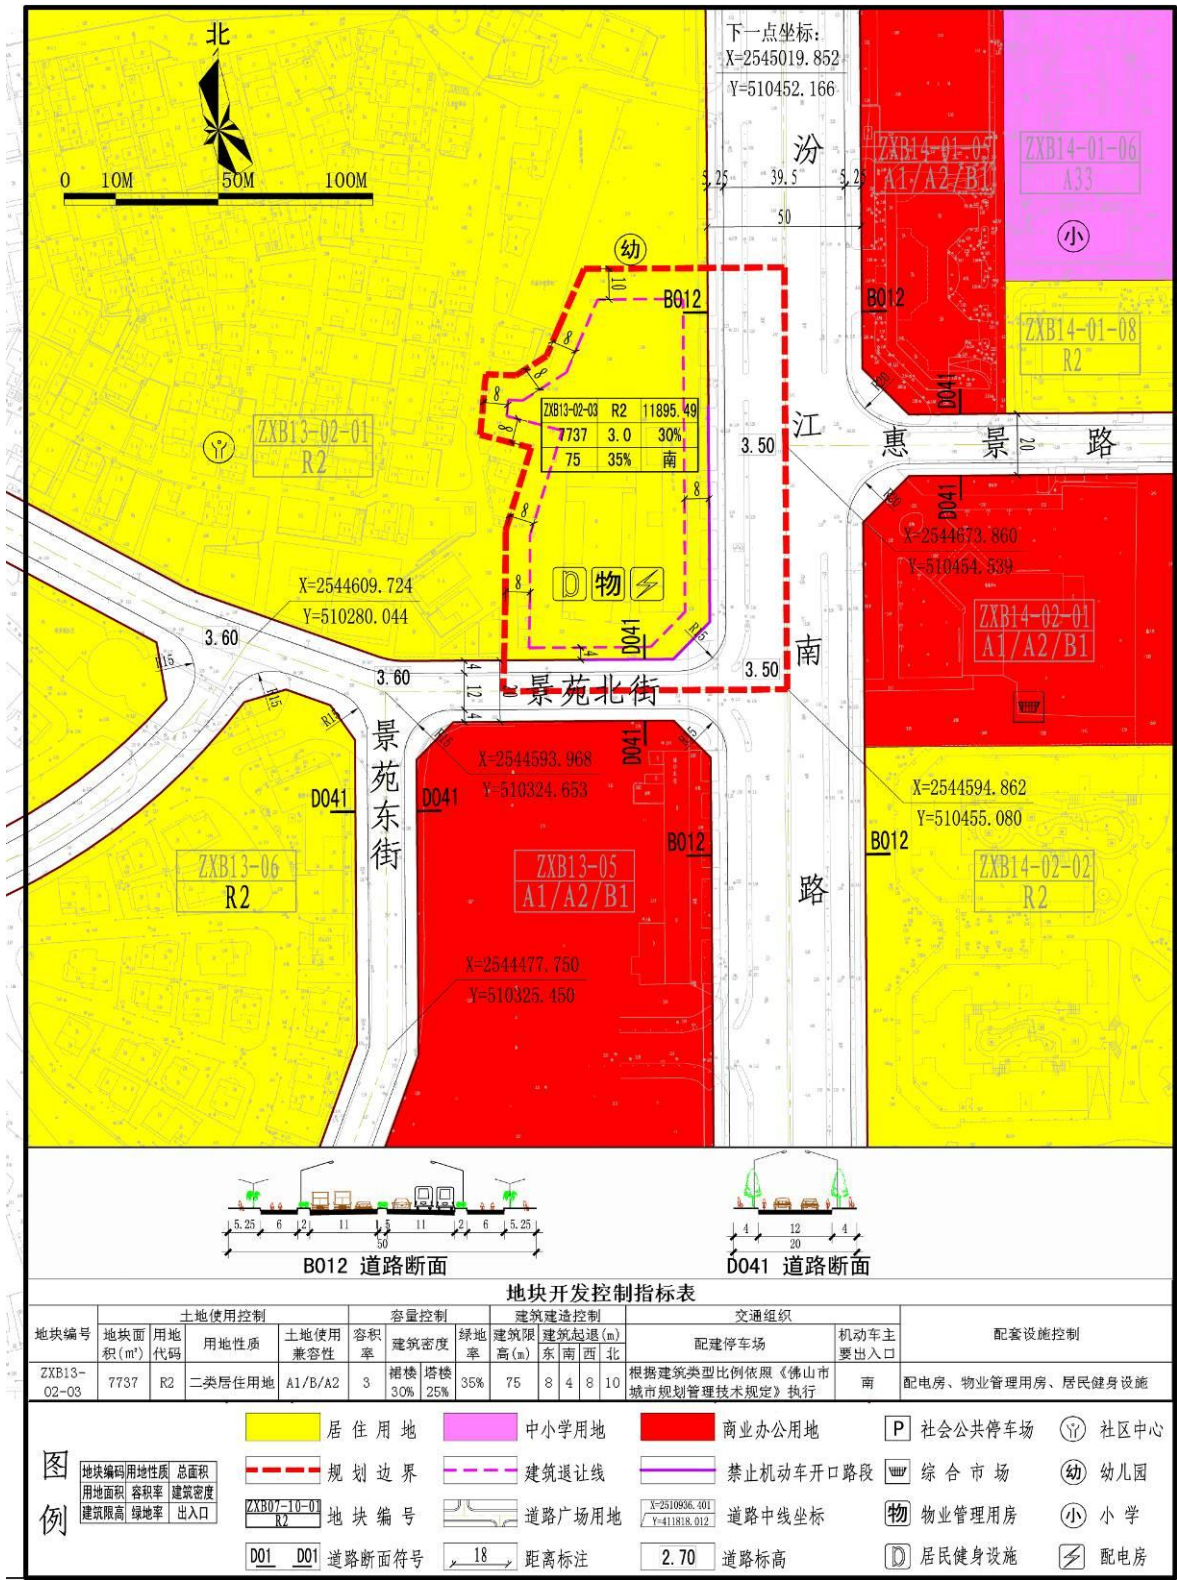 北
0 10M 50M 100M
下一点坐标:
X=2545019.852
Y=510452.166
5.25 39.5 5.25
50
汾江南路
ZXB14-01-05
A1/A2/B1
ZXB14-01-06
A33
小
幼
10
B012
B012
ZXB14-01-08
R2
8
8
8
8
ZXB13-02-03 R2 11895.49
7737 3.0 30%
75 35% 南
D041
R20
惠景路
20
3.50
ZXB13-02-01
R2
8
8
8
R20
D041
X=2544673.860
Y=510454.539
X=2544609.724
Y=510280.044
物
ZXB14-02-01
A1/A2/B1
3.60
D041
R15
4
R15
3.60
4
12
4
20
景苑北街
3.50
R15
R15
R15
R15
D041
景苑东街
X=2544593.968
Y=510324.653
X=2544594.862
Y=510455.080
D041
D041
B012
B012
ZXB13-06
R2
ZXB13-05
A1/A2/B1
ZXB14-02-02
R2
X=2544477.750
Y=510325.450
5.25 6 2 11 1.5 11 2 6 5.25
50
B012 道路断面
4 12 4
20
D041 道路断面
地块开发控制指标表
地块编号 土地使用控制 容量控制 建筑建造控制 交通组织 配套设施控制
地块面积(㎡) 用地代码 用地性质 土地使用兼容性 容积率 建筑密度 绿地率 建筑限高(m) 建筑起退(m) 东 南 西 北 配建停车场 机动车主要出入口
ZXB13-02-03 7737 R2 二类居住用地 A1/B/A2 3 裙楼30% 塔楼25% 35% 75 8 4 8 10 根据建筑类型比例依照《佛山市城市规划管理技术规定》执行 南 配电房、物业管理用房、居民健身设施
图例
地块编码 用地性质 总面积
用地面积 容积率 建筑密度
建筑限高 绿地率 出入口
居住用地 中小学用地 商业办公用地 P 社会公共停车场 社区中心
规划边界 建筑退让线 禁止机动车开口路段 综合市场 幼 幼儿园
ZXB07-10-01
R2
地块编号 道路广场用地
X=2510936.401
Y=411818.012
道路中线坐标 物 物业管理用房 小 小学
D01 D01 道路断面符号 18 距离标注 2.70 道路标高 居民健身设施 配电房